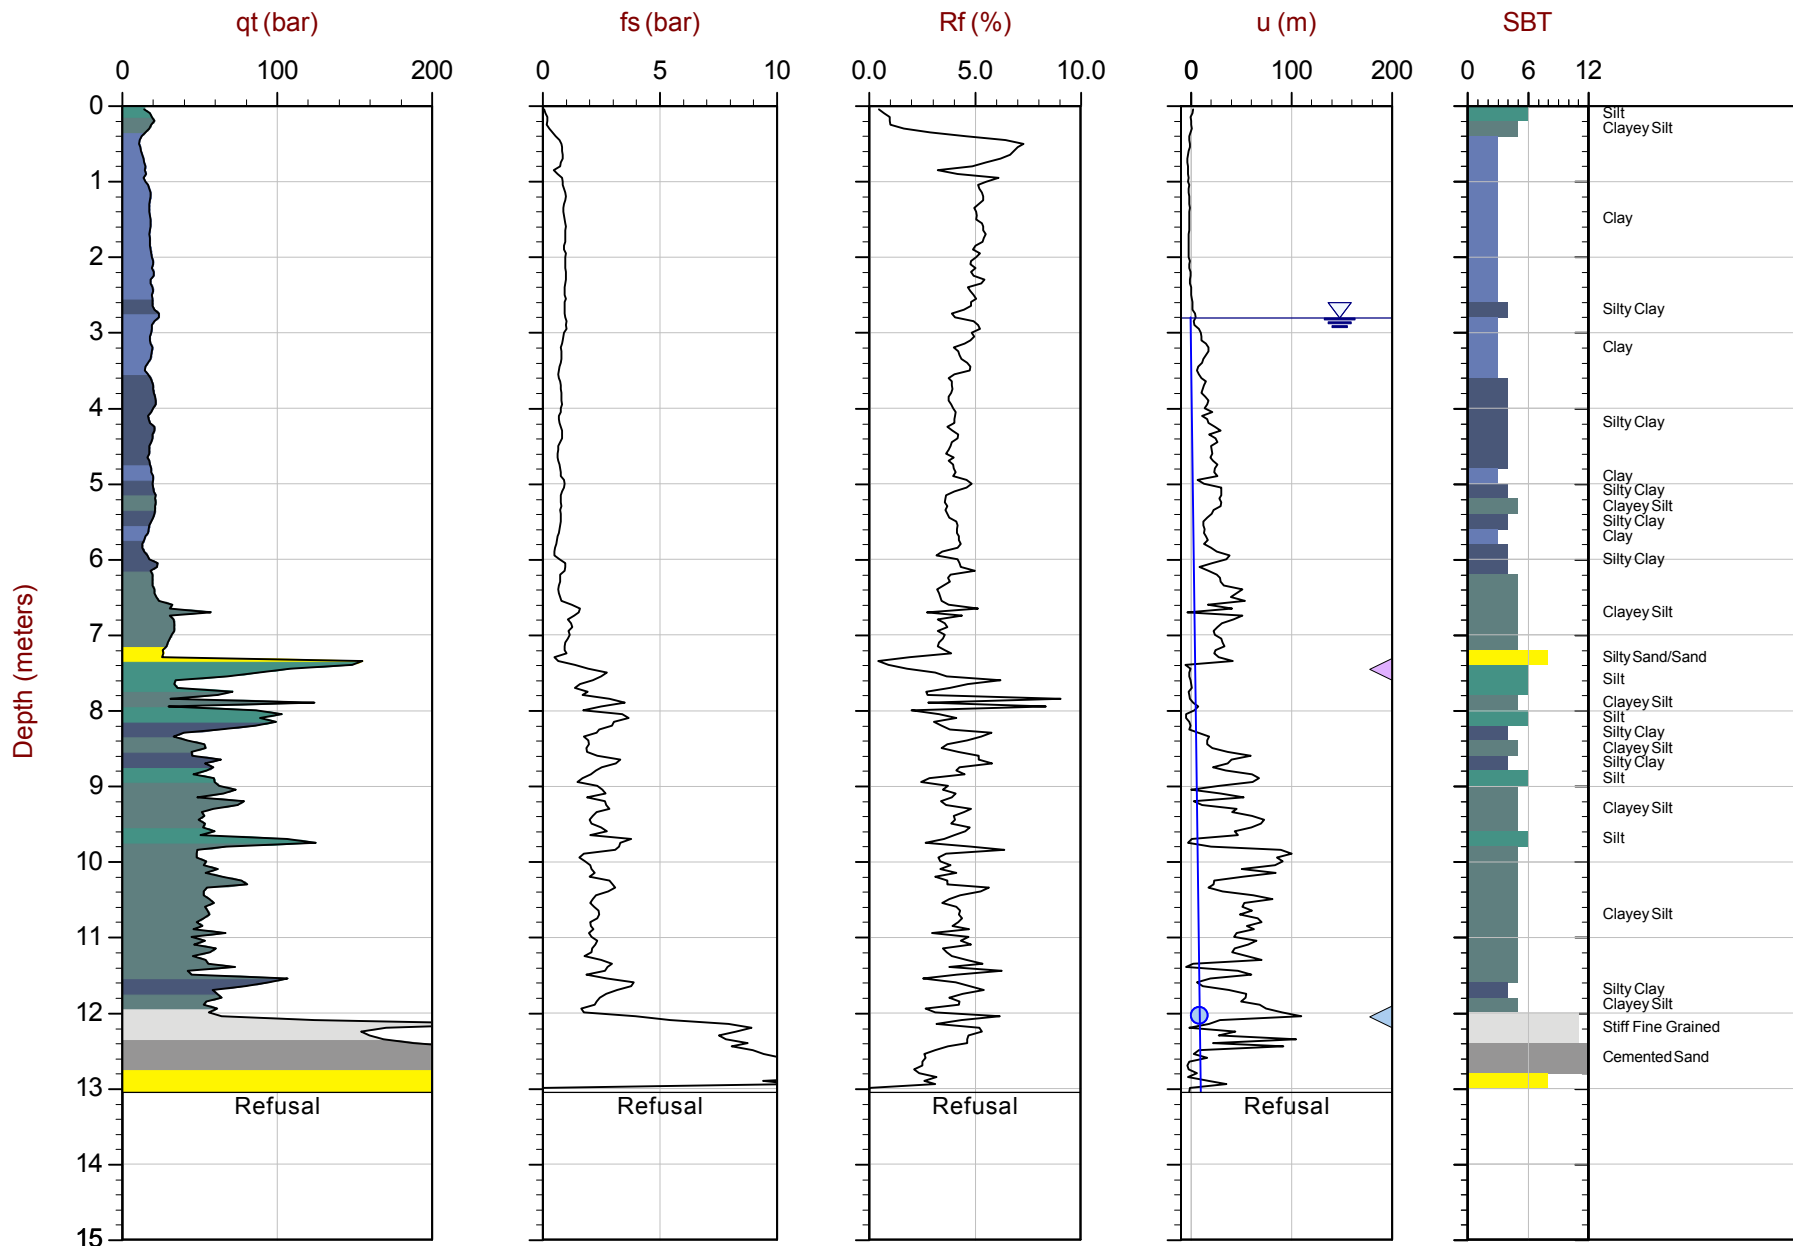 qt (bar) fs (bar) Rf (%) u (m) SBT
0 100 200 0 5 10 0.0 5.0 10.0 0 100 200 0 6 12
0
Silt
Clayey Silt
1
Clay
2
Silty Clay
3
Clay
4
Silty Clay
Clay
5
Silty Clay
Clayey Silt
Silty Clay
Clay
6
Silty Clay
Clayey Silt
7
Silty Sand/Sand
Silt
Clayey Silt
8
Silt
Silty Clay
Clayey Silt
Silty Clay
Silt
9
Clayey Silt
Silt
10
Clayey Silt
11
Silty Clay
Clayey Silt
12
Stiff Fine Grained
Cemented Sand
13
Refusal Refusal Refusal Refusal
14
15
Depth (meters)